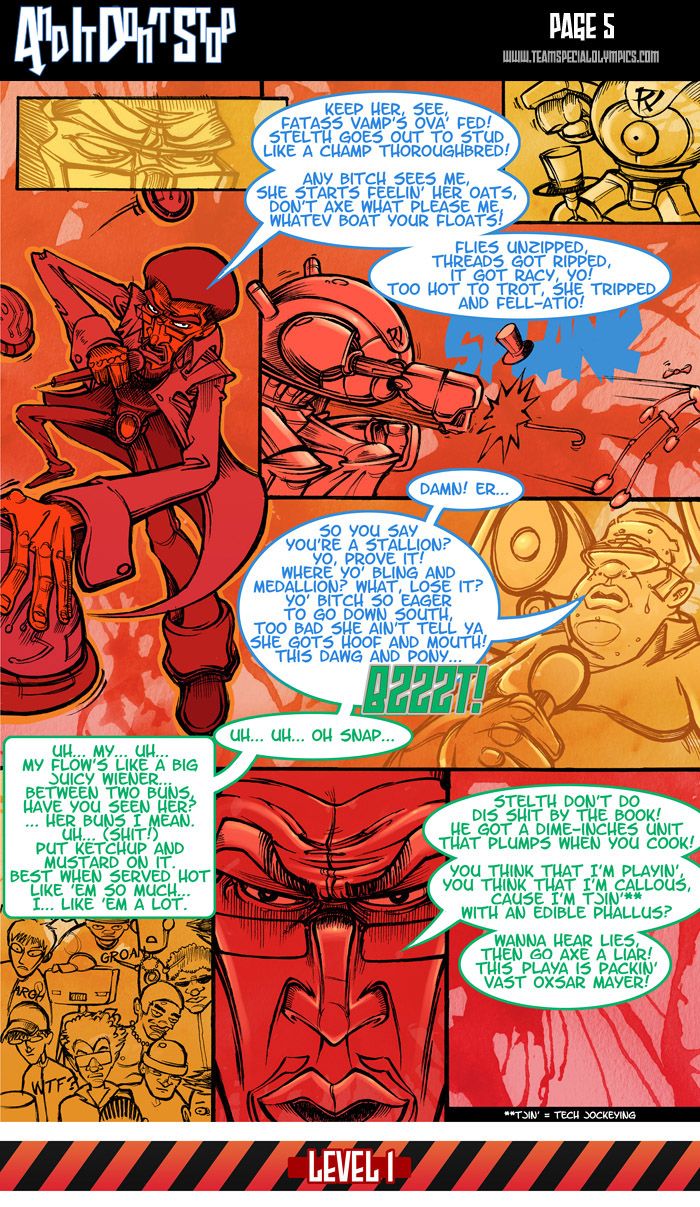 AND IT DON'T STOP
PAGE 5
WWW.TEAMSPECIALOLYMPICS.COM
KEEP HER, SEE,
FATASS VAMP'S OVA' FED!
STELTH GOES OUT TO STUD
LIKE A CHAMP THOROUGHBRED!
ANY BITCH SEES ME,
SHE STARTS FEELIN' HER OATS,
DON'T AXE WHAT PLEASE ME,
WHATEV BOAT YOUR FLOATS!
FLIES UNZIPPED,
THREADS GOT RIPPED,
IT GOT RACY, YO!
TOO HOT TO TROT, SHE TRIPPED
AND FELL-ATIO!
DAMN! ER...
SO YOU SAY
YOU'RE A STALLION?
YO, PROVE IT!
WHERE YO' BLING AND
MEDALLION? WHAT, LOSE IT?
YO' BITCH SO EAGER
TO GO DOWN SOUTH,
TOO BAD SHE AIN'T TELL YA
SHE GOTS HOOF AND MOUTH!
THIS DAWG AND PONY...
BZZZT!
UH... UH... OH SNAP...
UH... MY... UH...
MY FLOW'S LIKE A BIG
JUICY WIENER...
BETWEEN TWO BUNS,
HAVE YOU SEEN HER?
... HER BUNS I MEAN.
UH... (SHIT!)
PUT KETCHUP AND
MUSTARD ON IT.
BEST WHEN SERVED HOT
LIKE 'EM SO MUCH...
I... LIKE 'EM A LOT.
STELTH DON'T DO
DIS SHIT BY THE BOOK!
HE GOT A DIME-INCHES UNIT
THAT PLUMPS WHEN YOU COOK!
YOU THINK THAT I'M PLAYIN',
YOU THINK THAT I'M CALLOUS,
CAUSE I'M TJIN'**
WITH AN EDIBLE PHALLUS?
WANNA HEAR LIES,
THEN GO AXE A LIAR!
THIS PLAYA IS PACKIN'
VAST OXSAR MAYER!
GROAN
ARGH
WTF?
**TJIN' = TECH JOCKEYING
LEVEL 1